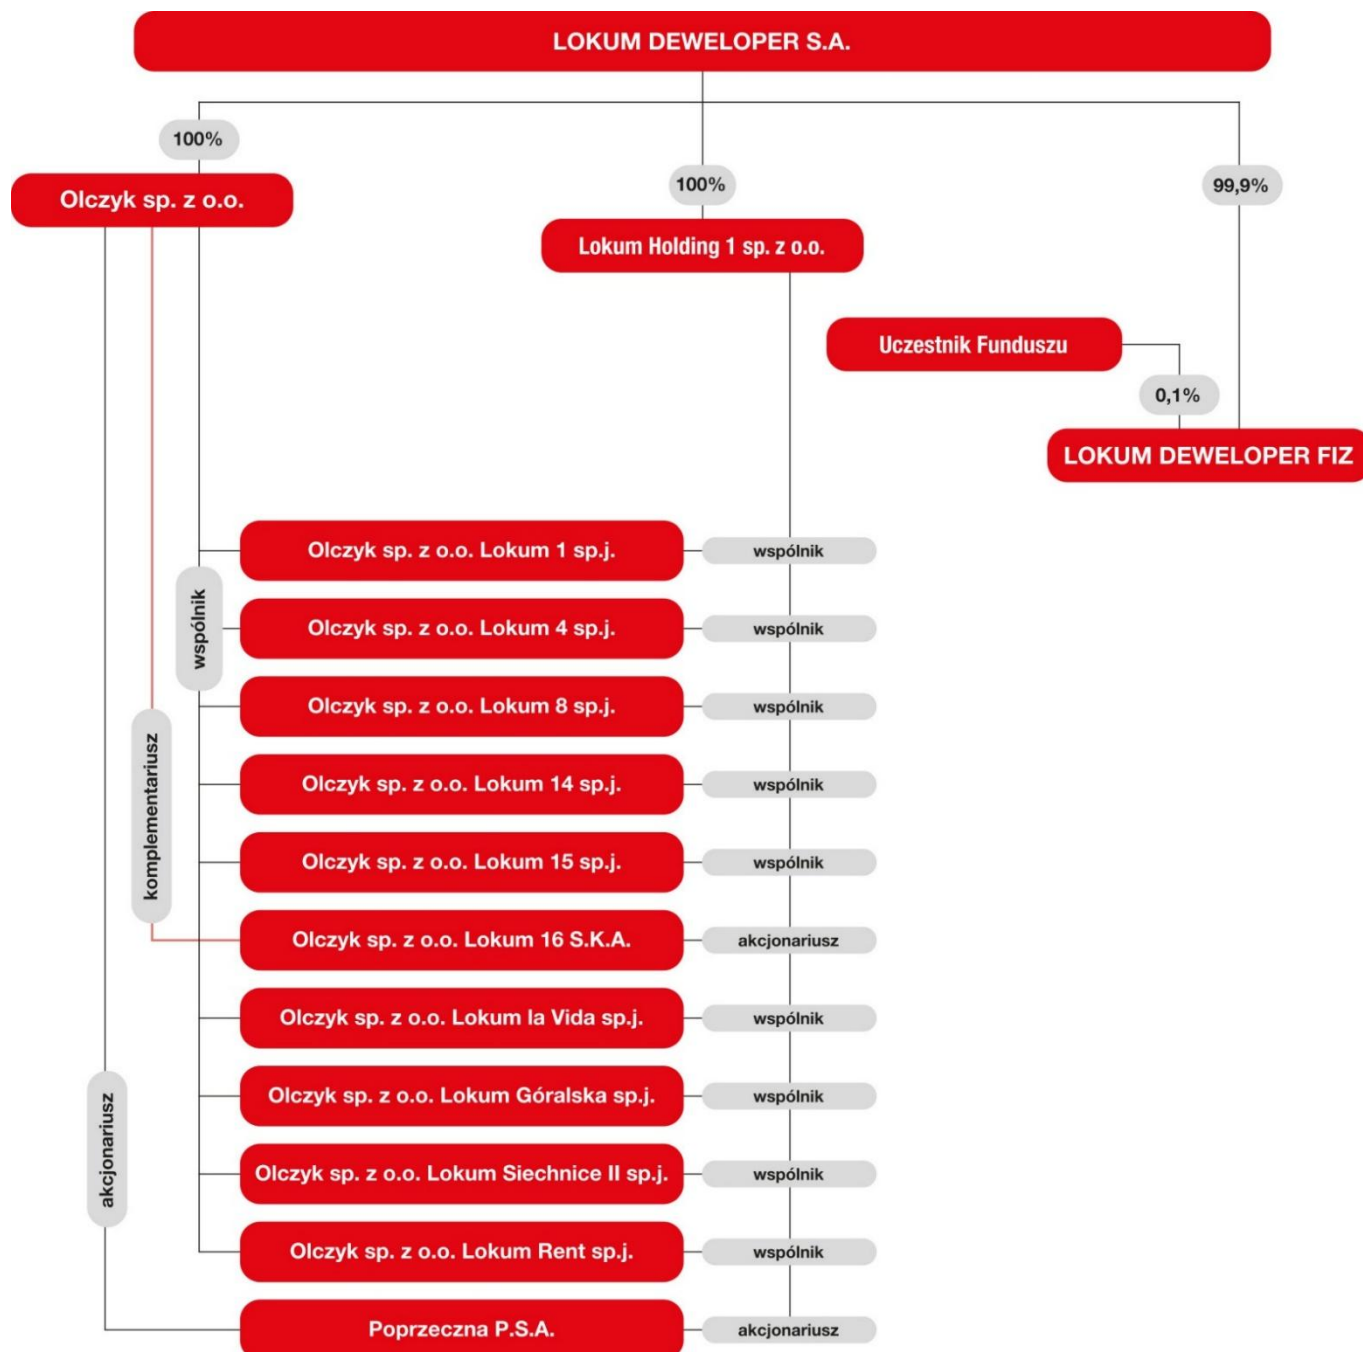 LOKUM DEWELOPER S.A.
100%
Olczyk sp. z o.o.
100%
99,9%
Lokum Holding 1 sp. z o.o.
Uczestnik Funduszu
0,1%
LOKUM DEWELOPER FIZ
Olczyk sp. z o.o. Lokum 1 sp.j.
wspólnik
wspólnik
Olczyk sp. z o.o. Lokum 4 sp.j.
wspólnik
Olczyk sp. z o.o. Lokum 8 sp.j.
wspólnik
komplementariusz
Olczyk sp. z o.o. Lokum 14 sp.j.
wspólnik
Olczyk sp. z o.o. Lokum 15 sp.j.
wspólnik
Olczyk sp. z o.o. Lokum 16 S.K.A.
akcjonariusz
Olczyk sp. z o.o. Lokum la Vida sp.j.
wspólnik
Olczyk sp. z o.o. Lokum Góralska sp.j.
wspólnik
akcjonariusz
Olczyk sp. z o.o. Lokum Siechnice II sp.j.
wspólnik
Olczyk sp. z o.o. Lokum Rent sp.j.
wspólnik
Poprzeczna P.S.A.
akcjonariusz